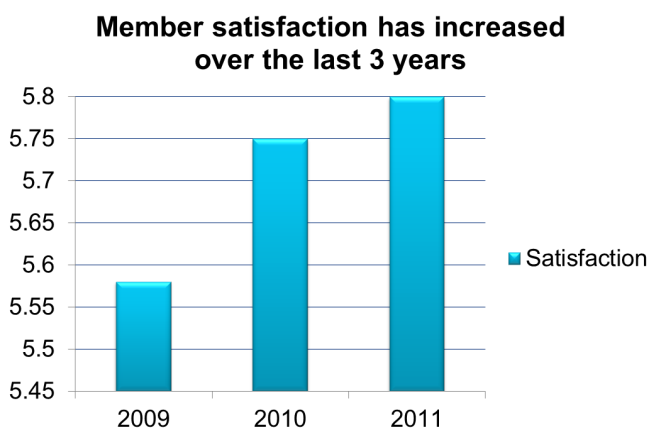 Member satisfaction has increased
over the last 3 years
5.8
5.75
5.7
5.65
5.6
5.55
5.5
5.45
2009 2010 2011
Satisfaction